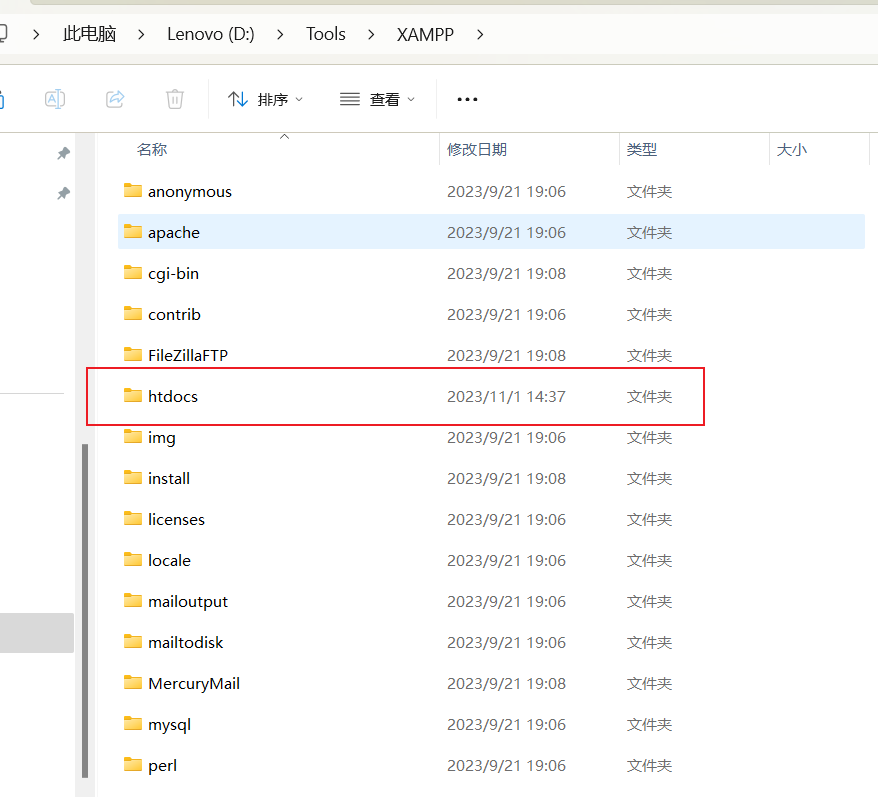 此电脑 Lenovo (D:) Tools XAMPP
排序 查看
名称 修改日期 类型 大小
anonymous 2023/9/21 19:06 文件夹
apache 2023/9/21 19:06 文件夹
cgi-bin 2023/9/21 19:08 文件夹
contrib 2023/9/21 19:06 文件夹
FileZillaFTP 2023/9/21 19:08 文件夹
htdocs 2023/11/1 14:37 文件夹
img 2023/9/21 19:06 文件夹
install 2023/9/21 19:08 文件夹
licenses 2023/9/21 19:06 文件夹
locale 2023/9/21 19:06 文件夹
mailoutput 2023/9/21 19:06 文件夹
mailtodisk 2023/9/21 19:06 文件夹
MercuryMail 2023/9/21 19:08 文件夹
mysql 2023/9/21 19:06 文件夹
perl 2023/9/21 19:06 文件夹